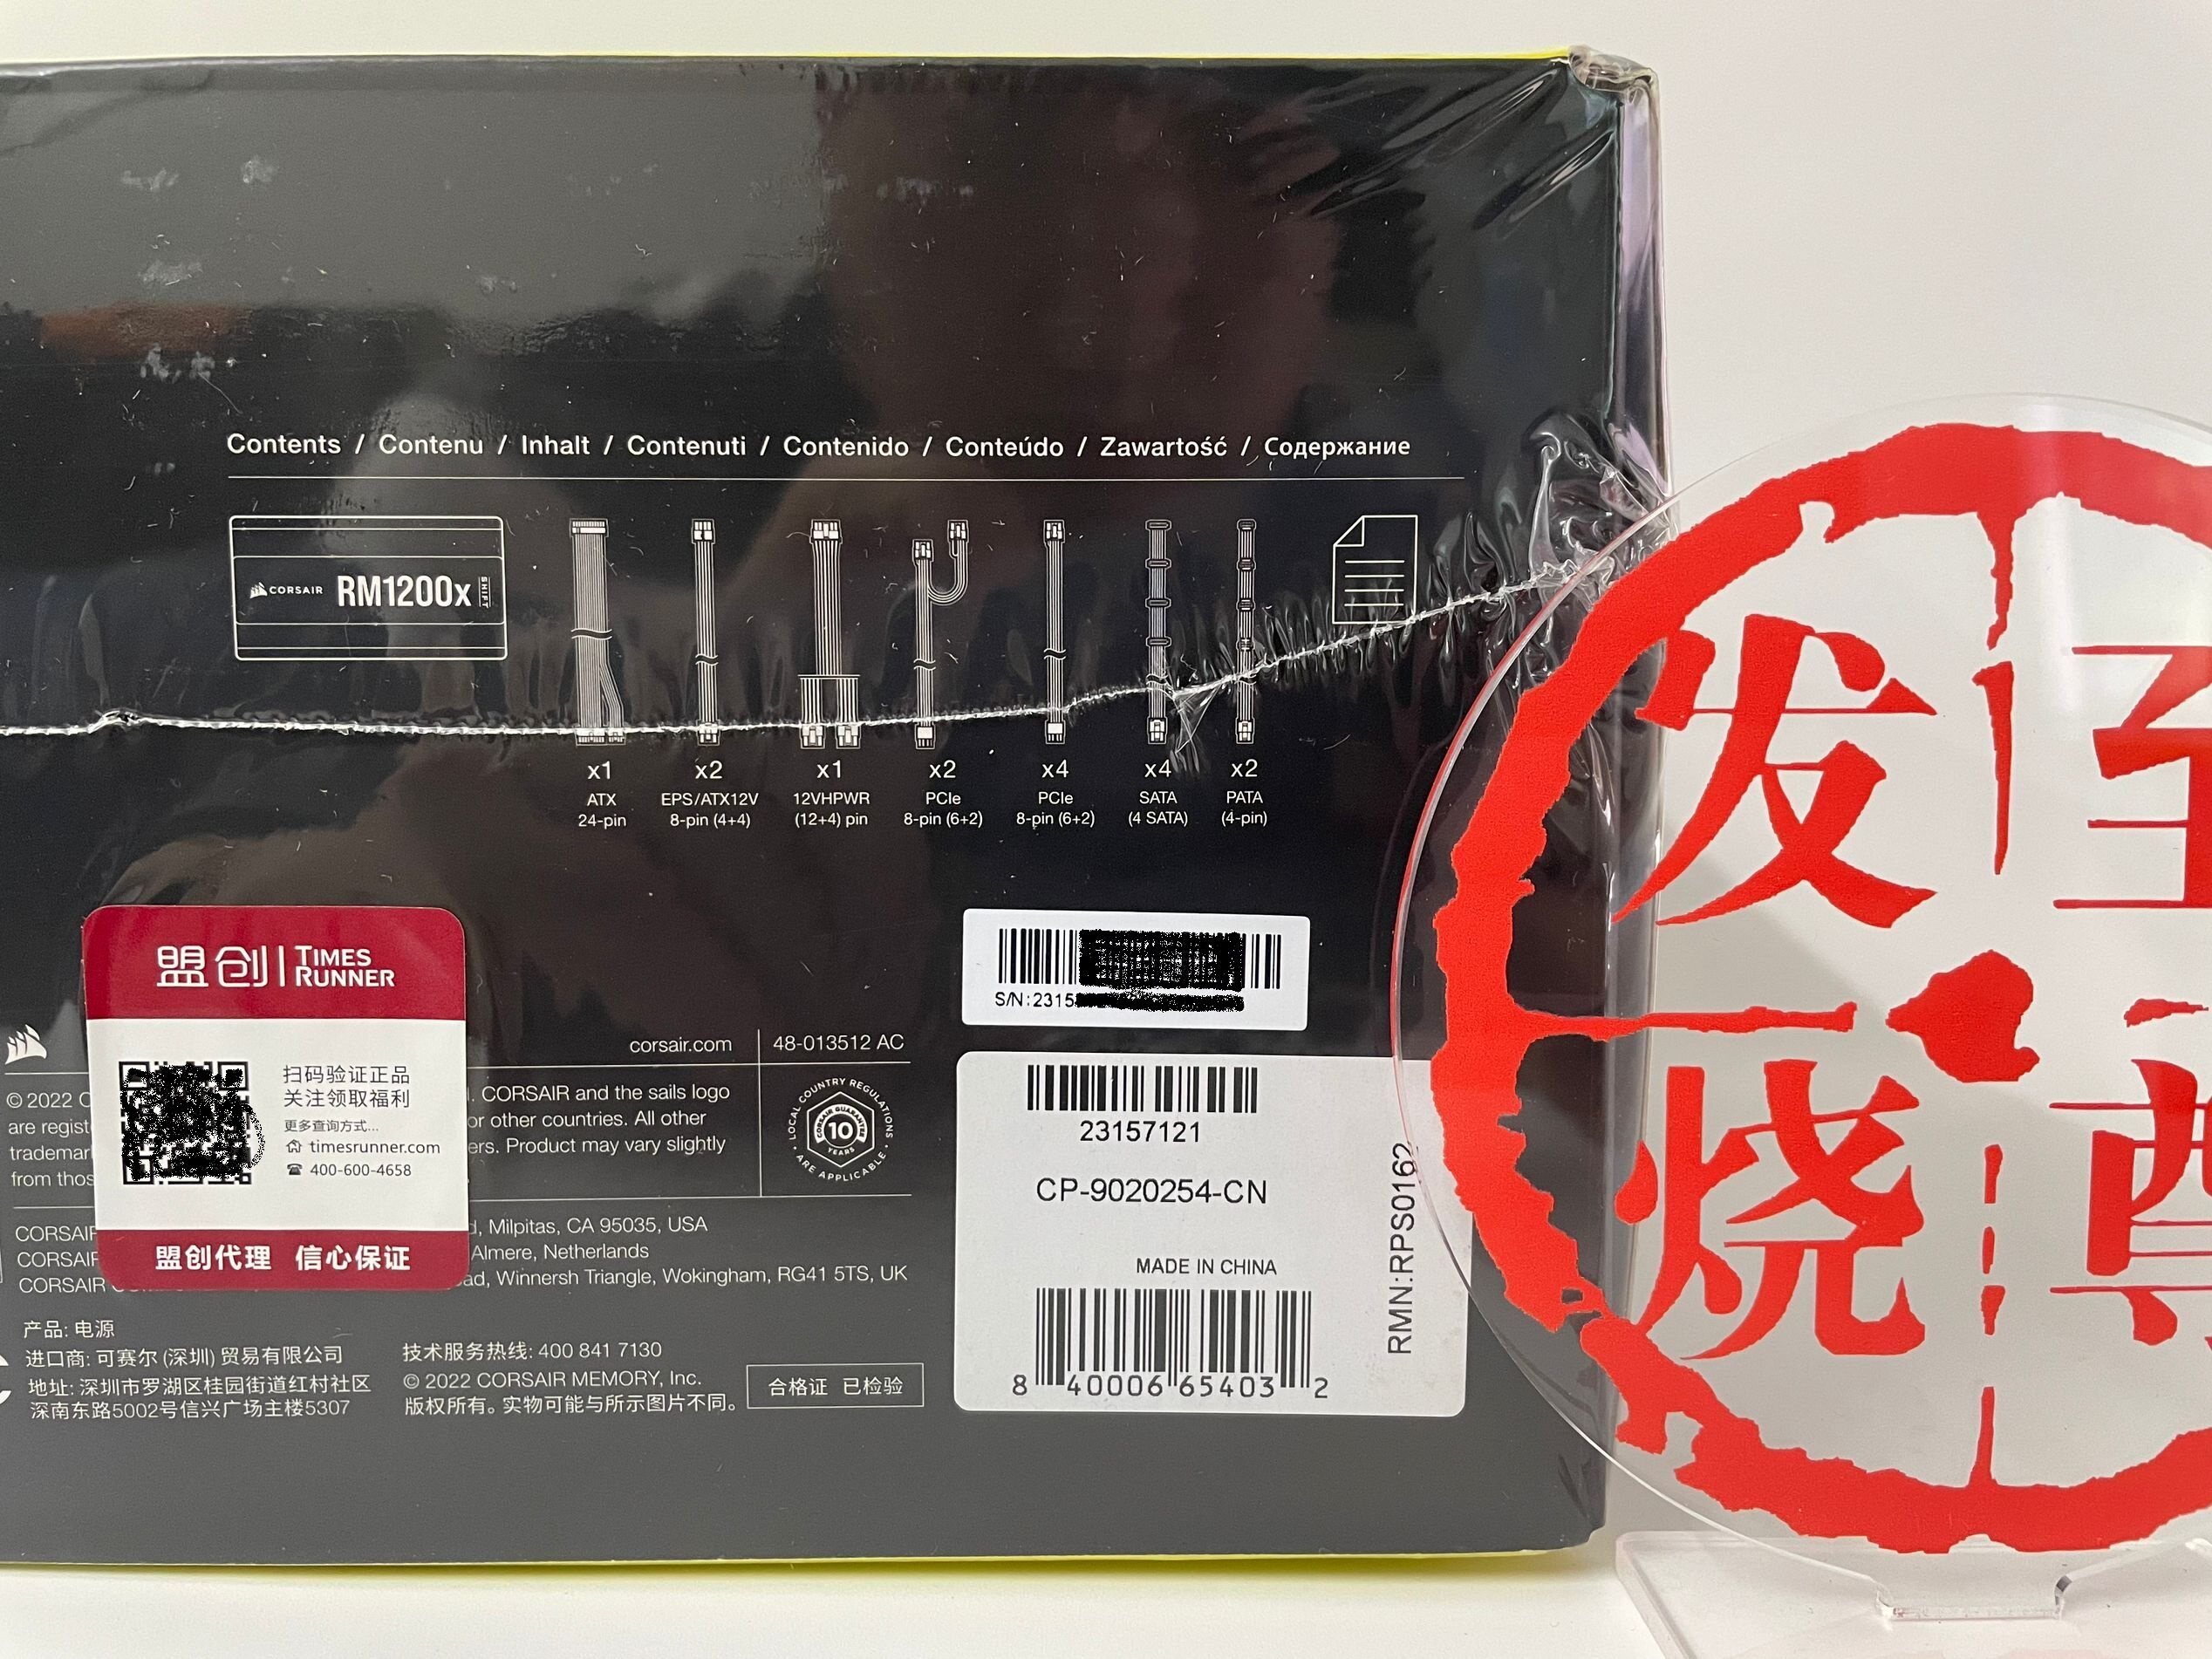 Contents / Contenu / Inhalt / Contenuti / Contenido / Conteúdo / Zawartość / Содержание
CORSAIR RM1200x SHIFT
x1
ATX
24-pin
x2
EPS/ATX12V
8-pin (4+4)
x1
12VHPWR
(12+4) pin
x2
PCIe
8-pin (6+2)
x4
PCIe
8-pin (6+2)
x4
SATA
(4 SATA)
x2
PATA
(4-pin)
盟创 TIMES RUNNER
扫码验证正品
关注领取福利
更多查询方式...
timesrunner.com
400-600-4658
盟创代理 信心保证
corsair.com
48-013512 AC
© 2022
CORSAIR and the sails logo
are regist
or other countries. All other
Product may vary slightly
from
LOCAL COUNTRY REGULATIONS
CORSAIR GUARANTEE
10
YEARS
• ARE APPLICABLE •
CORSAIR
Milpitas, CA 95035, USA
CORSAIR
Almere, Netherlands
CORSAIR
Winnersh Triangle, Wokingham, RG41 5TS, UK
产品: 电源
进口商: 可赛尔 (深圳) 贸易有限公司
地址: 深圳市罗湖区桂园街道红村社区
深南东路5002号信兴广场主楼5307
技术服务热线: 400 841 7130
© 2022 CORSAIR MEMORY, Inc.
版权所有。实物可能与所示图片不同。
合格证 已检验
S/N:2315
23157121
CP-9020254-CN
MADE IN CHINA
8 40006 65403 2
RMN:RPS0162
发 至
烧 尊